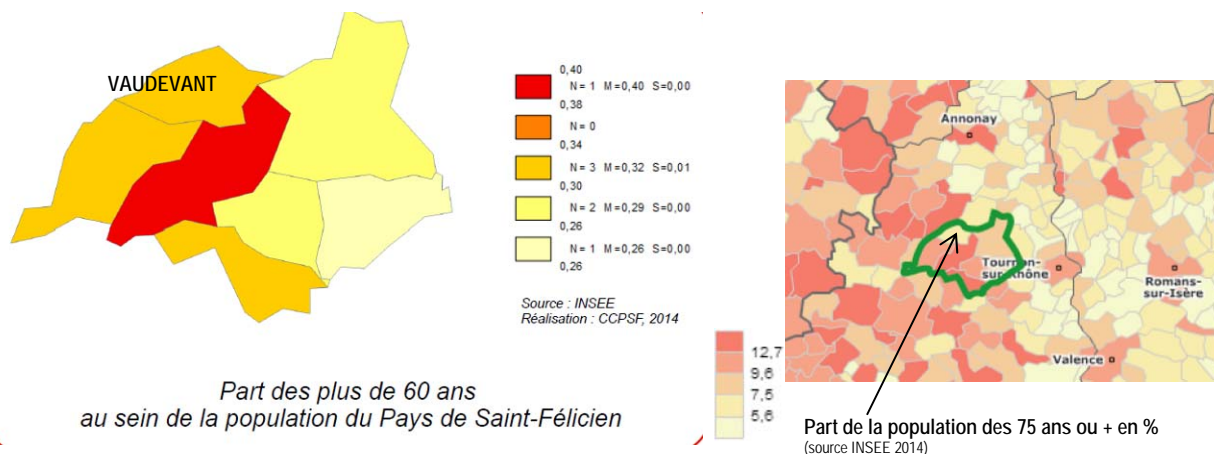 VAUDEVANT
0,40
N= 1 M=0,40 S=0,00
0,38
N= 0
0,34
N= 3 M=0,32 S=0,01
0,30
N= 2 M=0,29 S=0,00
0,26
N= 1 M=0,26 S=0,00
0,26
Source : INSEE
Réalisation : CCPSF, 2014
Part des plus de 60 ans
au sein de la population du Pays de Saint-Félicien
Annonay
Tournon-
sur-Rhône
Romans-
sur-Isère
Valence
12,7
9,6
7,5
5,6
Part de la population des 75 ans ou + en %
(source INSEE 2014)